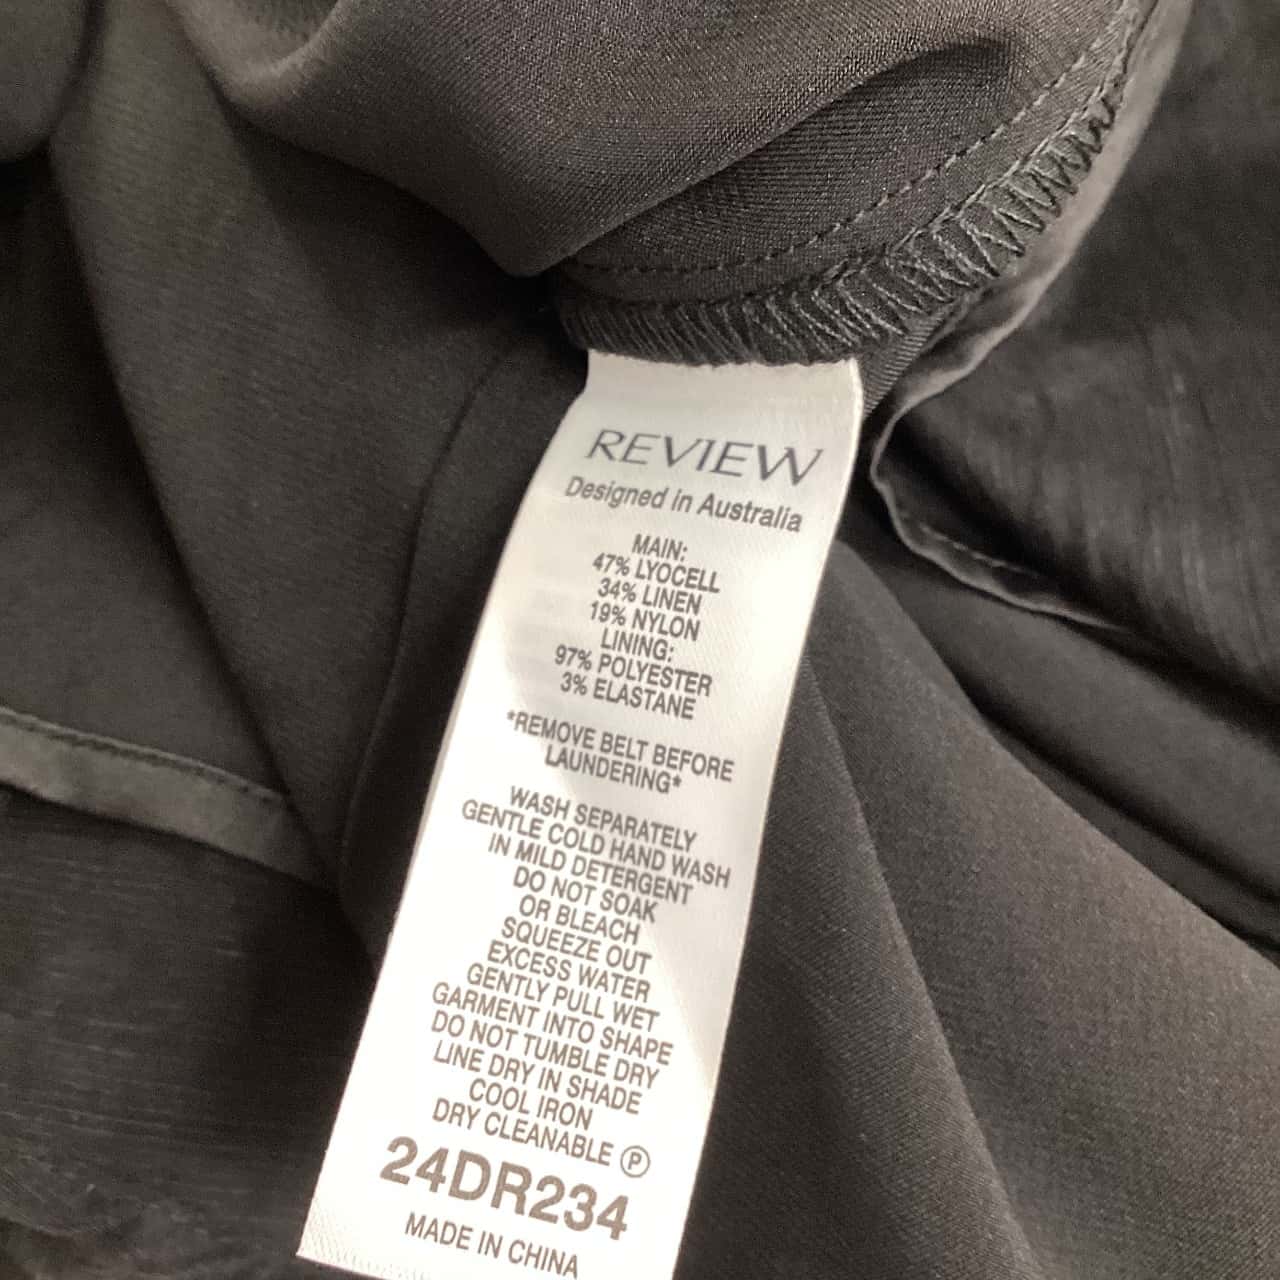 REVIEW
Designed in Australia
MAIN:
47% LYOCELL
34% LINEN
19% NYLON
LINING:
97% POLYESTER
3% ELASTANE
*REMOVE BELT BEFORE
LAUNDERING*
WASH SEPARATELY
GENTLE COLD HAND WASH
IN MILD DETERGENT
DO NOT SOAK
OR BLEACH
SQUEEZE OUT
EXCESS WATER
GENTLY PULL WET
GARMENT INTO SHAPE
DO NOT TUMBLE DRY
LINE DRY IN SHADE
COOL IRON
DRY CLEANABLE Ⓟ
24DR234
MADE IN CHINA